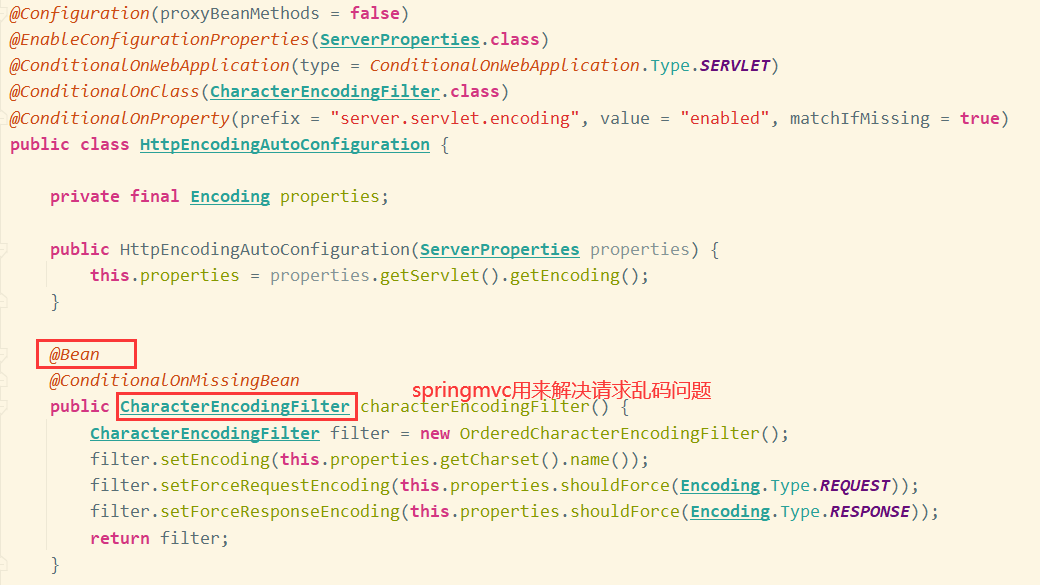 @Configuration(proxyBeanMethods = false)
@EnableConfigurationProperties(ServerProperties.class)
@ConditionalOnWebApplication(type = ConditionalOnWebApplication.Type.SERVLET)
@ConditionalOnClass(CharacterEncodingFilter.class)
@ConditionalOnProperty(prefix = "server.servlet.encoding", value = "enabled", matchIfMissing = true)
public class HttpEncodingAutoConfiguration {
private final Encoding properties;
public HttpEncodingAutoConfiguration(ServerProperties properties) {
this.properties = properties.getServlet().getEncoding();
}
@Bean
@ConditionalOnMissingBean
springmvc用来解决请求乱码问题
public CharacterEncodingFilter characterEncodingFilter() {
CharacterEncodingFilter filter = new OrderedCharacterEncodingFilter();
filter.setEncoding(this.properties.getCharset().name());
filter.setForceRequestEncoding(this.properties.shouldForce(Encoding.Type.REQUEST));
filter.setForceResponseEncoding(this.properties.shouldForce(Encoding.Type.RESPONSE));
return filter;
}